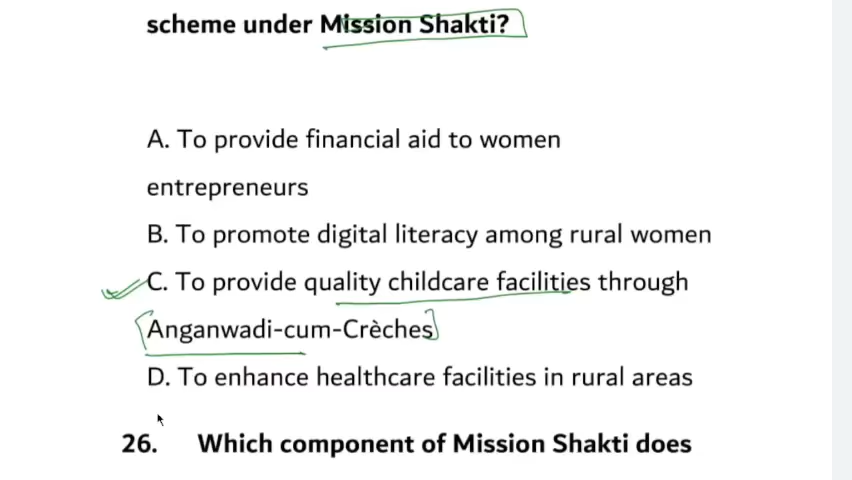 scheme under Mission Shakti?
A. To provide financial aid to women
entrepreneurs
B. To promote digital literacy among rural women
C. To provide quality childcare facilities through
Anganwadi-cum-Crèches
D. To enhance healthcare facilities in rural areas
26. Which component of Mission Shakti does